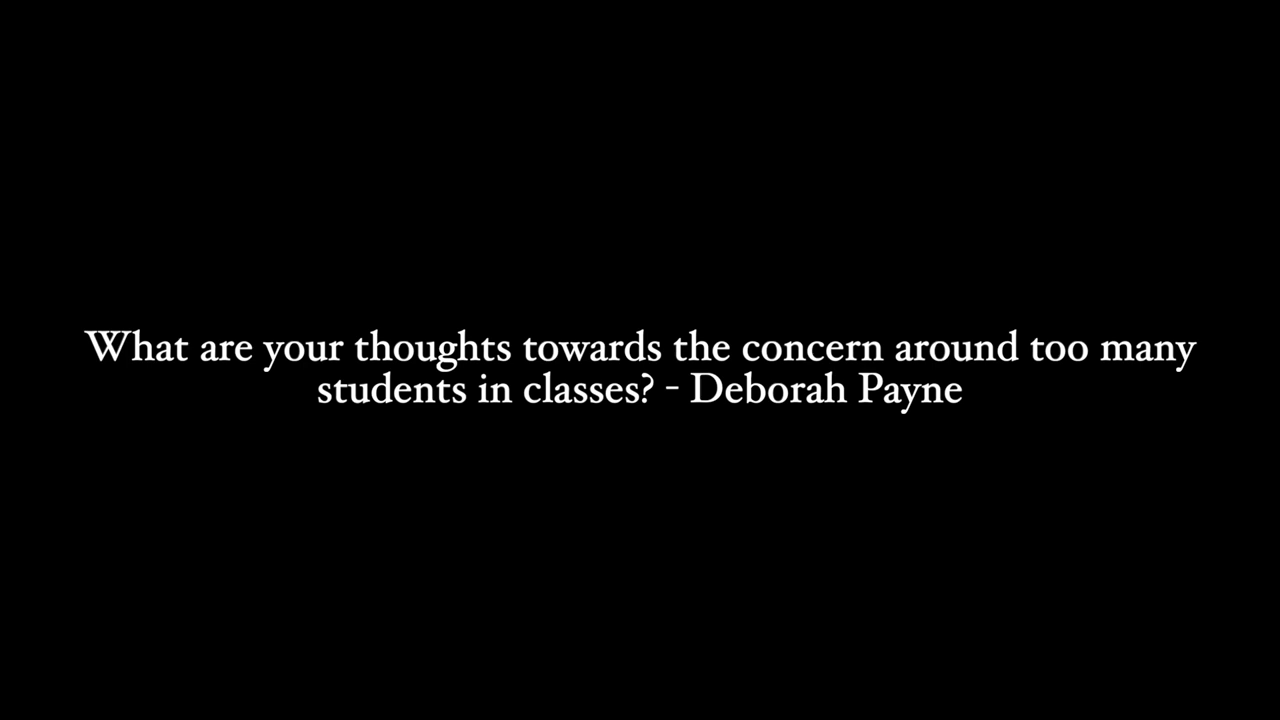 What are your thoughts towards the concern around too many
students in classes? - Deborah Payne